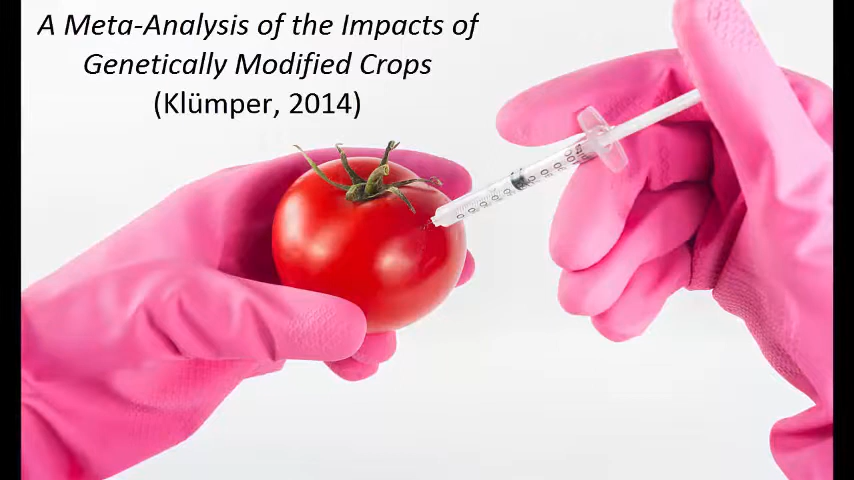 A Meta-Analysis of the Impacts of
Genetically Modified Crops
(Klümper, 2014)